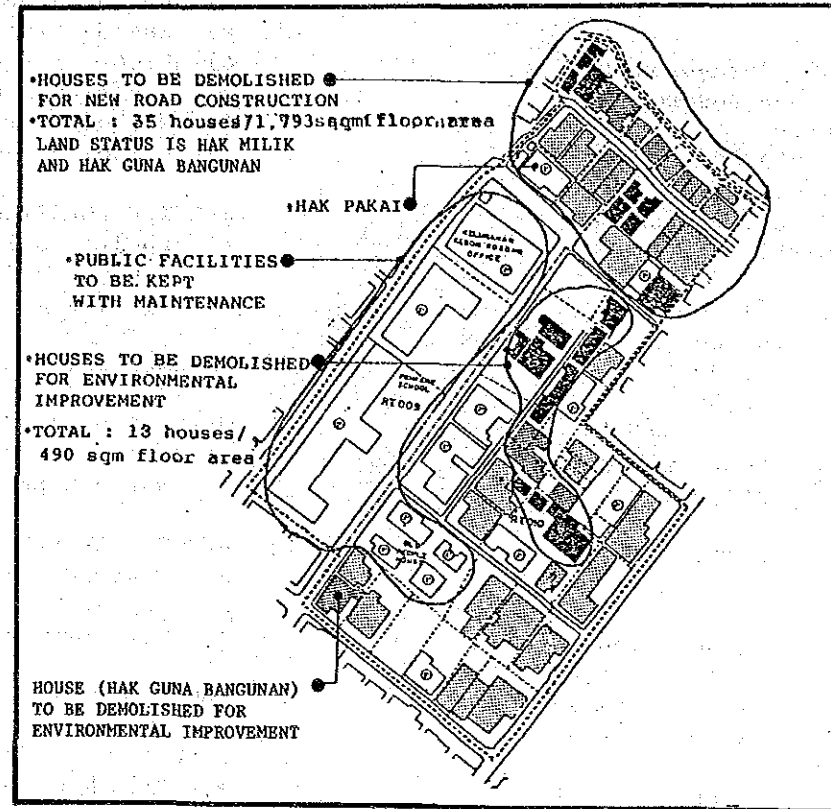 •HOUSES TO BE DEMOLISHED
FOR NEW ROAD CONSTRUCTION
•TOTAL : 35 houses/1,793sqm floor area
LAND STATUS IS HAK MILIK
AND HAK GUNA BANGUNAN
•HAK PAKAI
•PUBLIC FACILITIES
TO BE KEPT
WITH MAINTENANCE
OFFICE
•HOUSES TO BE DEMOLISHED
FOR ENVIRONMENTAL
IMPROVEMENT
•TOTAL : 13 houses/
490 sqm floor area
SCHOOL
RT009
RT010
HOUSE (HAK GUNA BANGUNAN)
TO BE DEMOLISHED FOR
ENVIRONMENTAL IMPROVEMENT